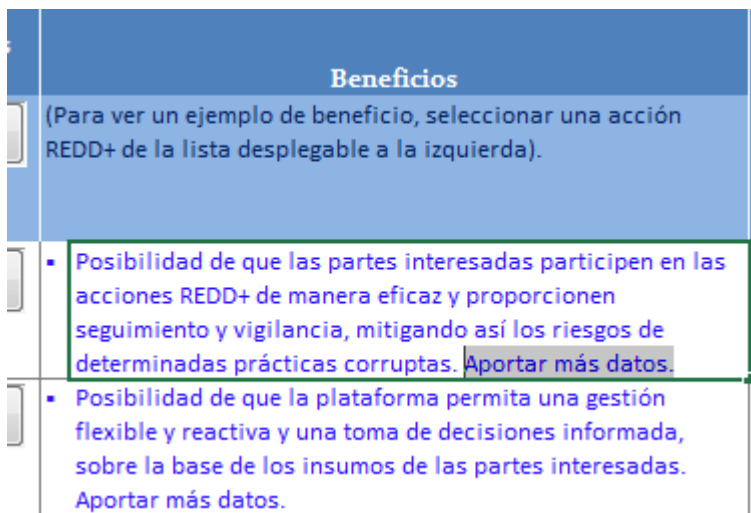 s
Beneficios
(Para ver un ejemplo de beneficio, seleccionar una acción
REDD+ de la lista desplegable a la izquierda).
▪ Posibilidad de que las partes interesadas participen en las
acciones REDD+ de manera eficaz y proporcionen
seguimiento y vigilancia, mitigando así los riesgos de
determinadas prácticas corruptas. Aportar más datos.
▪ Posibilidad de que la plataforma permita una gestión
flexible y reactiva y una toma de decisiones informada,
sobre la base de los insumos de las partes interesadas.
Aportar más datos.